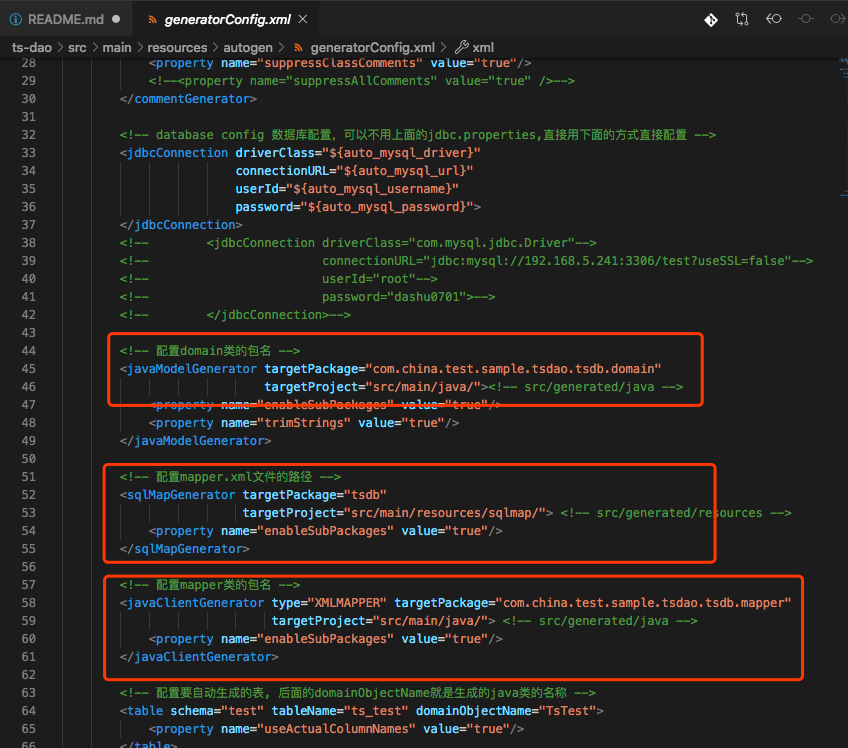 README.md
generatorConfig.xml
ts-dao > src > main > resources > autogen > generatorConfig.xml > xml
28 <property name="suppressClassComments" value="true"/>
29 <!--<property name="suppressAllComments" value="true" />-->
30 </commentGenerator>
31
32 <!-- database config 数据库配置, 可以不用上面的jdbc.properties,直接用下面的方式直接配置 -->
33 <jdbcConnection driverClass="${auto_mysql_driver}"
34 connectionURL="${auto_mysql_url}"
35 userId="${auto_mysql_username}"
36 password="${auto_mysql_password}">
37 </jdbcConnection>
38 <!-- <jdbcConnection driverClass="com.mysql.jdbc.Driver"-->
39 <!-- connectionURL="jdbc:mysql://192.168.5.241:3306/test?useSSL=false"-->
40 <!-- userId="root"-->
41 <!-- password="dashu0701">-->
42 <!-- </jdbcConnection>-->
43
44 <!-- 配置domain类的包名 -->
45 <javaModelGenerator targetPackage="com.china.test.sample.tsdao.tsdb.domain"
46 targetProject="src/main/java/"><!-- src/generated/java -->
47 <property name="enableSubPackages" value="true"/>
48 <property name="trimStrings" value="true"/>
49 </javaModelGenerator>
50
51 <!-- 配置mapper.xml文件的路径 -->
52 <sqlMapGenerator targetPackage="tsdb"
53 targetProject="src/main/resources/sqlmap/"> <!-- src/generated/resources -->
54 <property name="enableSubPackages" value="true"/>
55 </sqlMapGenerator>
56
57 <!-- 配置mapper类的包名 -->
58 <javaClientGenerator type="XMLMAPPER" targetPackage="com.china.test.sample.tsdao.tsdb.mapper"
59 targetProject="src/main/java/"> <!-- src/generated/java -->
60 <property name="enableSubPackages" value="true"/>
61 </javaClientGenerator>
62
63 <!-- 配置要自动生成的表, 后面的domainObjectName就是生成的java类的名称 -->
64 <table schema="test" tableName="ts_test" domainObjectName="TsTest">
65 <property name="useActualColumnNames" value="true"/>
66 </table>